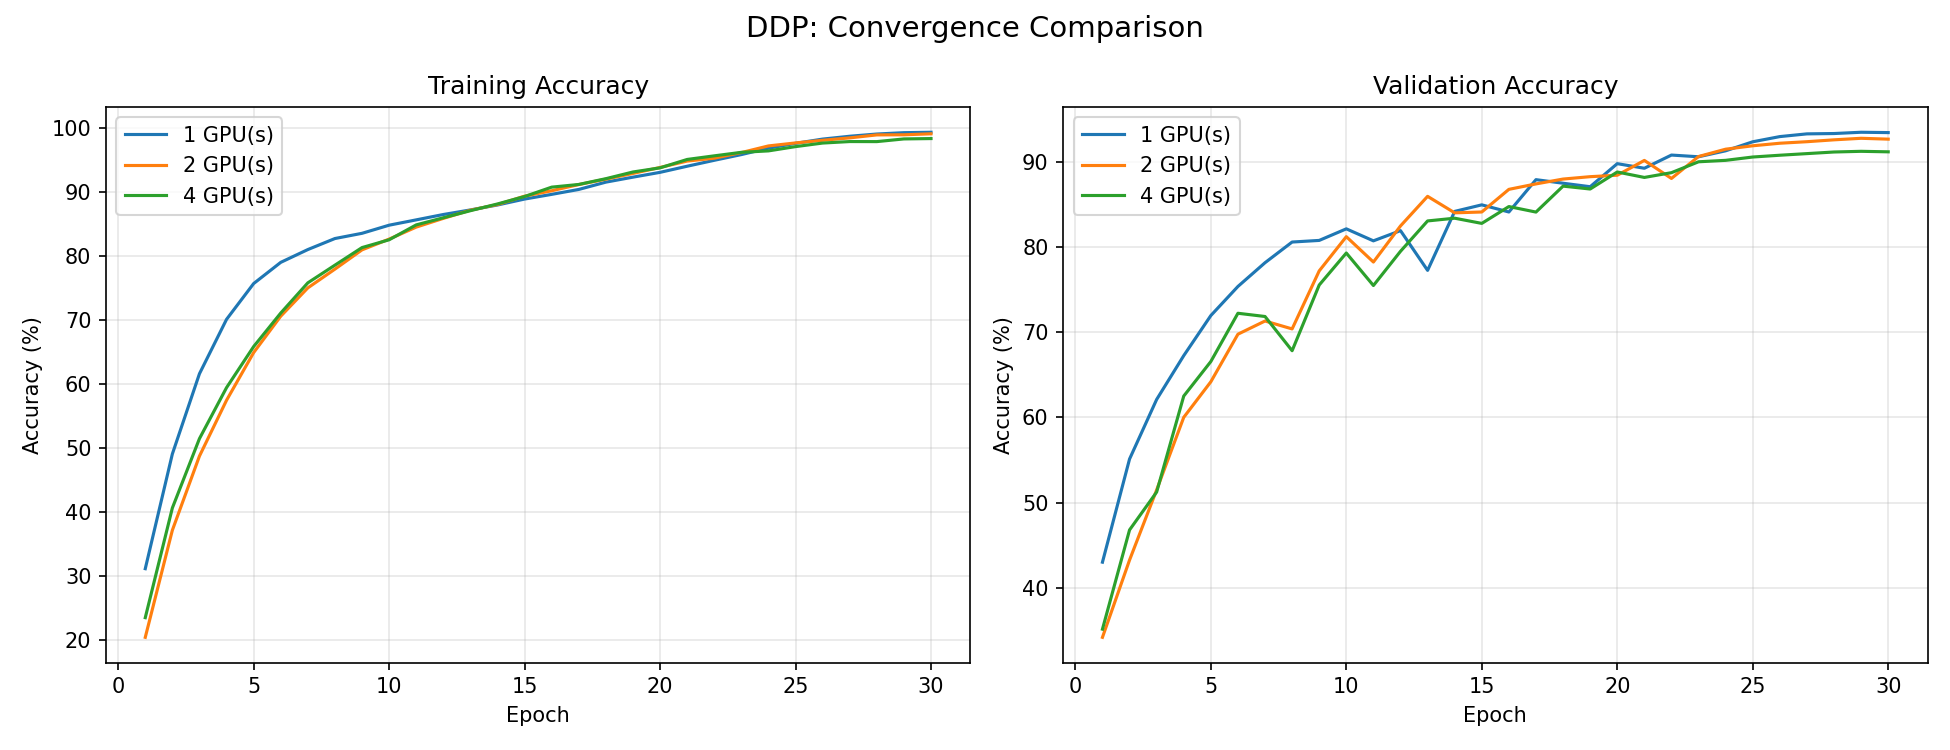 DDP: Convergence Comparison
Training Accuracy
1 GPU(s)
2 GPU(s)
4 GPU(s)
100
90
80
70
60
50
40
30
20
Accuracy (%)
0 5 10 15 20 25 30
Epoch
Validation Accuracy
1 GPU(s)
2 GPU(s)
4 GPU(s)
90
80
70
60
50
40
Accuracy (%)
0 5 10 15 20 25 30
Epoch